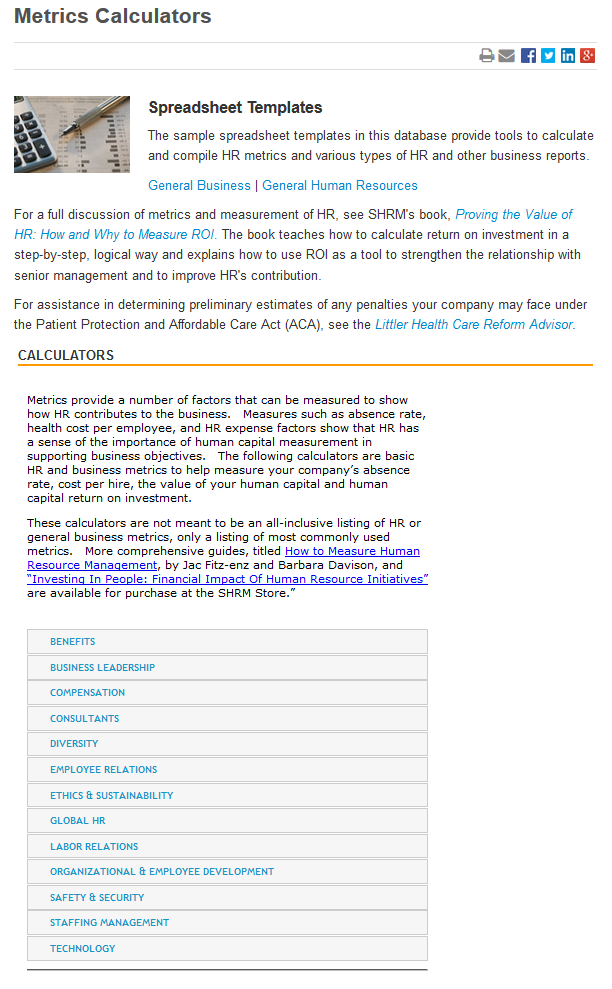 Metrics Calculators
Spreadsheet Templates
The sample spreadsheet templates in this database provide tools to calculate
and compile HR metrics and various types of HR and other business reports.
General Business | General Human Resources
For a full discussion of metrics and measurement of HR, see SHRM's book, Proving the Value of
HR: How and Why to Measure ROI. The book teaches how to calculate return on investment in a
step-by-step, logical way and explains how to use ROI as a tool to strengthen the relationship with
senior management and to improve HR's contribution.
For assistance in determining preliminary estimates of any penalties your company may face under
the Patient Protection and Affordable Care Act (ACA), see the Littler Health Care Reform Advisor.
CALCULATORS
Metrics provide a number of factors that can be measured to show
how HR contributes to the business. Measures such as absence rate,
health cost per employee, and HR expense factors show that HR has
a sense of the importance of human capital measurement in
supporting business objectives. The following calculators are basic
HR and business metrics to help measure your company’s absence
rate, cost per hire, the value of your human capital and human
capital return on investment.
These calculators are not meant to be an all-inclusive listing of HR or
general business metrics, only a listing of most commonly used
metrics. More comprehensive guides, titled How to Measure Human
Resource Management, by Jac Fitz-enz and Barbara Davison, and
“Investing In People: Financial Impact Of Human Resource Initiatives”
are available for purchase at the SHRM Store.”
BENEFITS
BUSINESS LEADERSHIP
COMPENSATION
CONSULTANTS
DIVERSITY
EMPLOYEE RELATIONS
ETHICS & SUSTAINABILITY
GLOBAL HR
LABOR RELATIONS
ORGANIZATIONAL & EMPLOYEE DEVELOPMENT
SAFETY & SECURITY
STAFFING MANAGEMENT
TECHNOLOGY